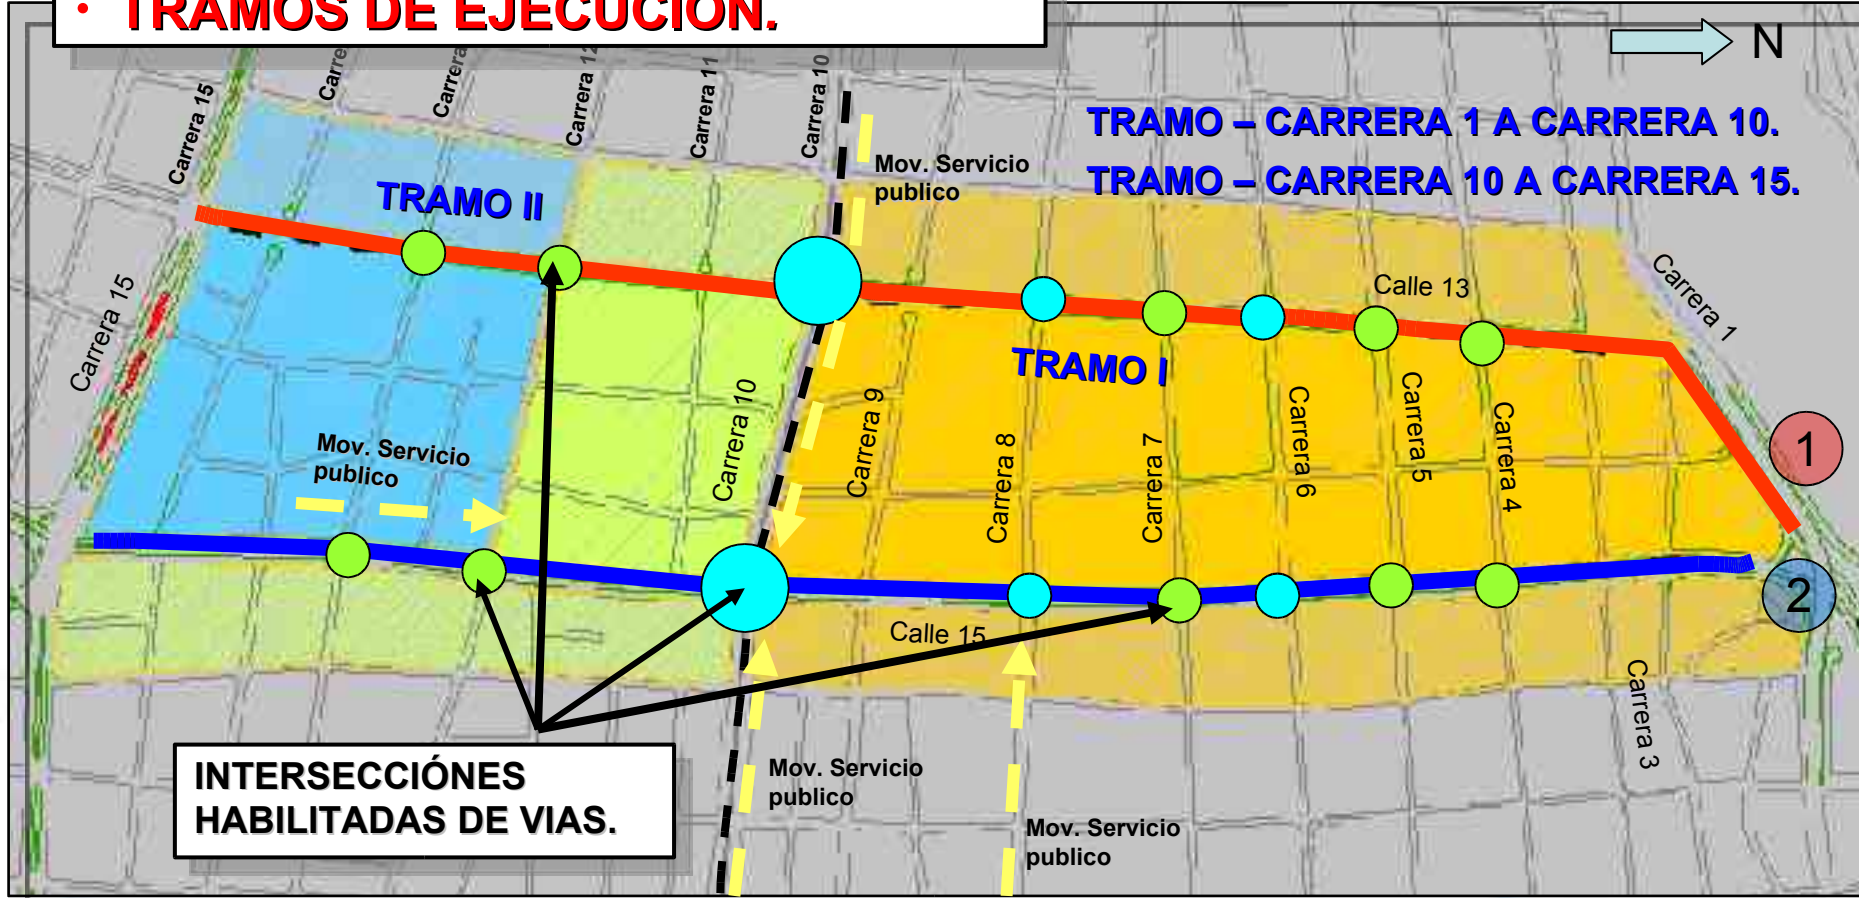 • TRAMOS DE EJECUCIÓN.
N
TRAMO – CARRERA 1 A CARRERA 10.
TRAMO – CARRERA 10 A CARRERA 15.
Carrera 15
Carre
Carrera
Carrera 12
Carrera 11
Carrera 10
Mov. Servicio
publico
TRAMO II
Calle 13
Carrera 1
Carrera 15
TRAMO I
Carrera 10
Carrera 9
Carrera 8
Carrera 7
Carrera 6
Carrera 5
Carrera 4
1
Mov. Servicio
publico
2
Calle 15
Carrera 3
INTERSECCIÓNES
HABILITADAS DE VIAS.
Mov. Servicio
publico
Mov. Servicio
publico